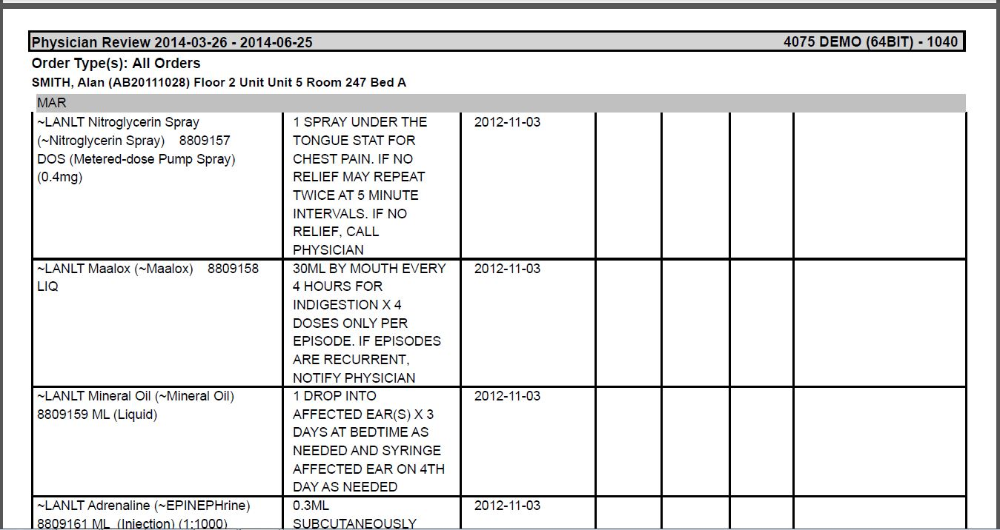 Physician Review 2014-03-26 - 2014-06-25 4075 DEMO (64BIT) - 1040
Order Type(s): All Orders
SMITH, Alan (AB20111028) Floor 2 Unit Unit 5 Room 247 Bed A
MAR
~LANLT Nitroglycerin Spray 1 SPRAY UNDER THE 2012-11-03
(~Nitroglycerin Spray) 8809157 TONGUE STAT FOR
DOS (Metered-dose Pump Spray) CHEST PAIN. IF NO
(0.4mg) RELIEF MAY REPEAT
TWICE AT 5 MINUTE
INTERVALS. IF NO
RELIEF, CALL
PHYSICIAN
~LANLT Maalox (~Maalox) 8809158 30ML BY MOUTH EVERY 2012-11-03
LIQ 4 HOURS FOR
INDIGESTION X 4
DOSES ONLY PER
EPISODE. IF EPISODES
ARE RECURRENT,
NOTIFY PHYSICIAN
~LANLT Mineral Oil (~Mineral Oil) 1 DROP INTO 2012-11-03
8809159 ML (Liquid) AFFECTED EAR(S) X 3
DAYS AT BEDTIME AS
NEEDED AND SYRINGE
AFFECTED EAR ON 4TH
DAY AS NEEDED
~LANLT Adrenaline (~EPINEPHrine) 0.3ML 2012-11-03
8809161 ML (Injection) (1:1000) SUBCUTANEOUSLY